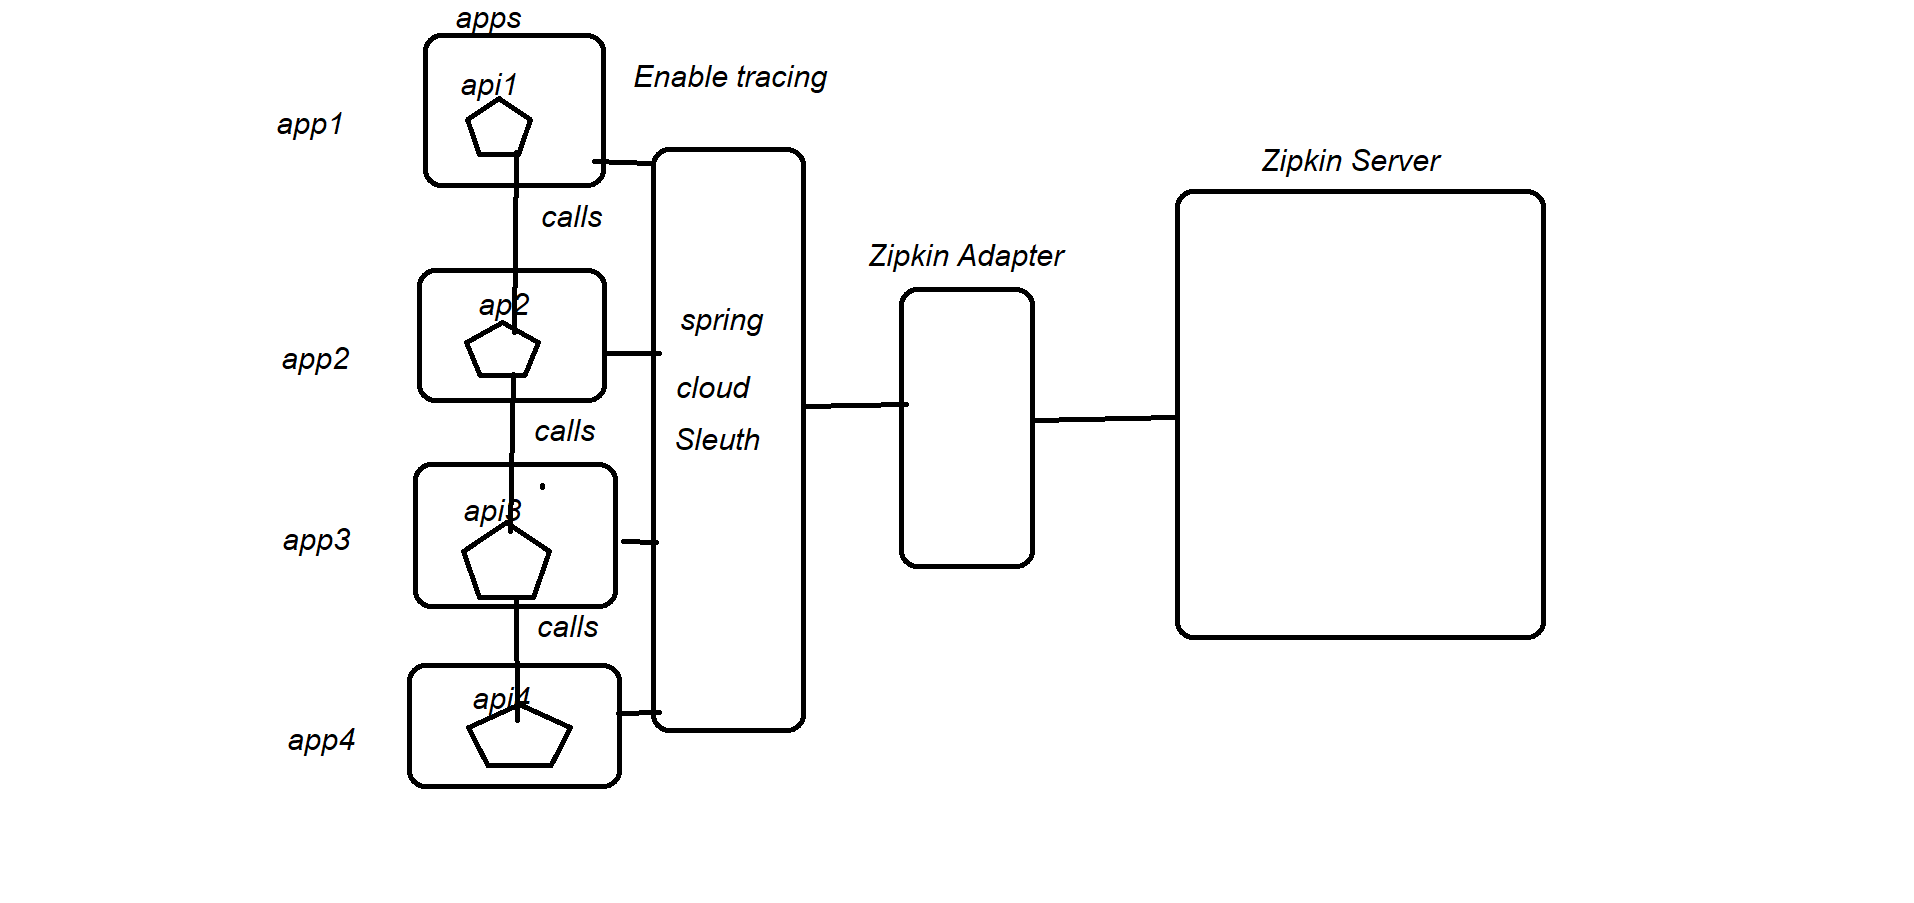 apps
api1
Enable tracing
app1
calls
Zipkin Server
Zipkin Adapter
ap2
app2
spring
cloud
Sleuth
calls
api3
app3
calls
api4
app4